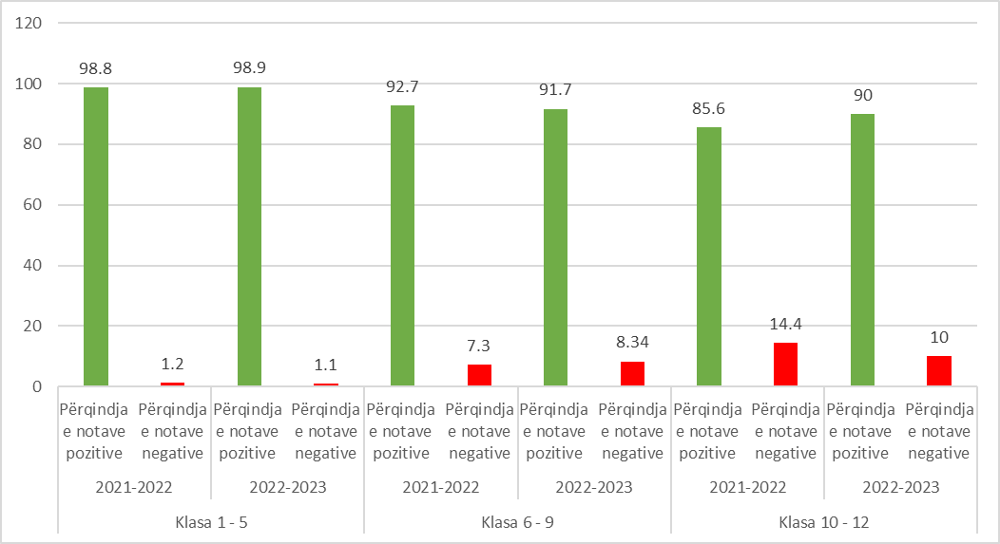 120
100
80
60
40
20
0
98.8
1.2
98.9
1.1
92.7
7.3
91.7
8.34
85.6
14.4
90
10
Përqindja
e notave
pozitive
Përqindja
e notave
negative
Përqindja
e notave
pozitive
Përqindja
e notave
negative
Përqindja
e notave
pozitive
Përqindja
e notave
negative
Përqindja
e notave
pozitive
Përqindja
e notave
negative
Përqindja
e notave
pozitive
Përqindja
e notave
negative
Përqindja
e notave
pozitive
Përqindja
e notave
negative
2021-2022
2022-2023
2021-2022
2022-2023
2021-2022
2022-2023
Klasa 1 - 5
Klasa 6 - 9
Klasa 10 - 12